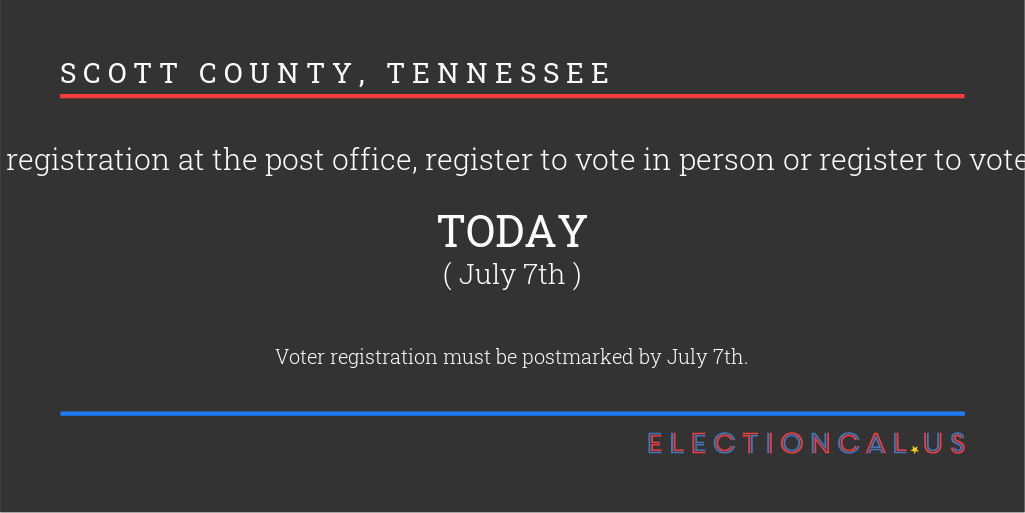 SCOTT COUNTY, TENNESSEE
registration at the post office, register to vote in person or register to vote
TODAY
( July 7th )
Voter registration must be postmarked by July 7th.
ELECTIONCAL.US